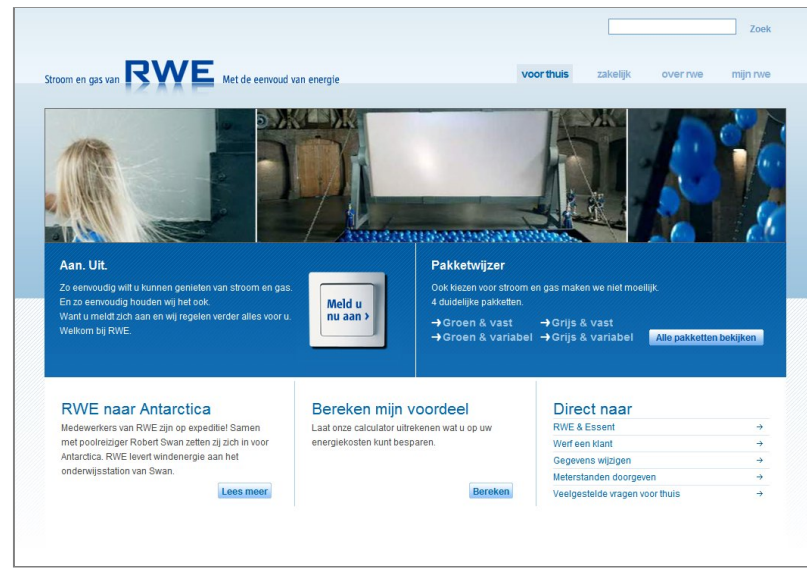 Zoek
Stroom en gas van RWE Met de eenvoud van energie
voor thuis zakelijk over rwe mijn rwe
Aan. Uit.
Zo eenvoudig wilt u kunnen genieten van stroom en gas.
En zo eenvoudig houden wij het ook.
Want u meldt zich aan en wij regelen verder alles voor u.
Welkom bij RWE.
Meld u
nu aan ›
Pakketwijzer
Ook kiezen voor stroom en gas maken we niet moeilijk.
4 duidelijke pakketten.
→Groen & vast →Grijs & vast
→Groen & variabel →Grijs & variabel
Alle pakketten bekijken
RWE naar Antarctica
Medewerkers van RWE zijn op expeditie! Samen
met poolreiziger Robert Swan zetten zij zich in voor
Antarctica. RWE levert windenergie aan het
onderwijsstation van Swan.
Lees meer
Bereken mijn voordeel
Laat onze calculator uitrekenen wat u op uw
energiekosten kunt besparen.
Bereken
Direct naar
RWE & Essent →
Werf een klant →
Gegevens wijzigen →
Meterstanden doorgeven →
Veelgestelde vragen voor thuis →